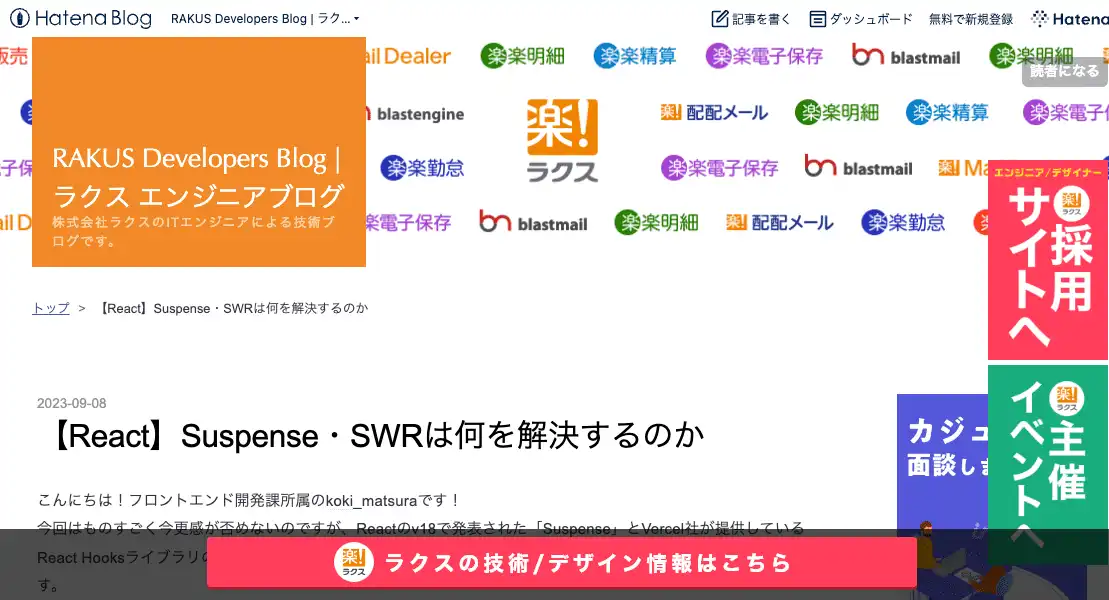 Hatena Blog
RAKUS Developers Blog | ラク...
記事を書く
ダッシュボード
無料で新規登録
Hatena
販売
ail Dealer
楽楽明細
楽楽精算
楽楽電子保存
blastmail
楽楽明細
読者になる
blastengine
楽!
ラクス
配配メール
楽楽明細
楽楽精算
楽楽電子
RAKUS Developers Blog |
ラクス エンジニアブログ
株式会社ラクスのITエンジニアによる技術ブ
ログです。
子保
楽楽勤怠
楽楽電子保存
blastmail
楽! Ma
ail D
楽電子保存
blastmail
楽楽明細
楽! 配配メール
楽楽勤怠
エンジニア/デザイナー
楽!
ラクス
採用
サイトへ
トップ > 【React】Suspense・SWRは何を解決するのか
楽!
ラクス
主催
イベントへ
2023-09-08
【React】Suspense・SWRは何を解決するのか
カジュ
面談しま
こんにちは！フロントエンド開発課所属のkoki_matsuraです！
今回はものすごく今更感が否めないのですが、Reactのv18で発表された「Suspense」とVercel社が提供している
React Hooksライブラリの
す。
楽!
ラクス
ラクスの技術/デザイン情報はこちら